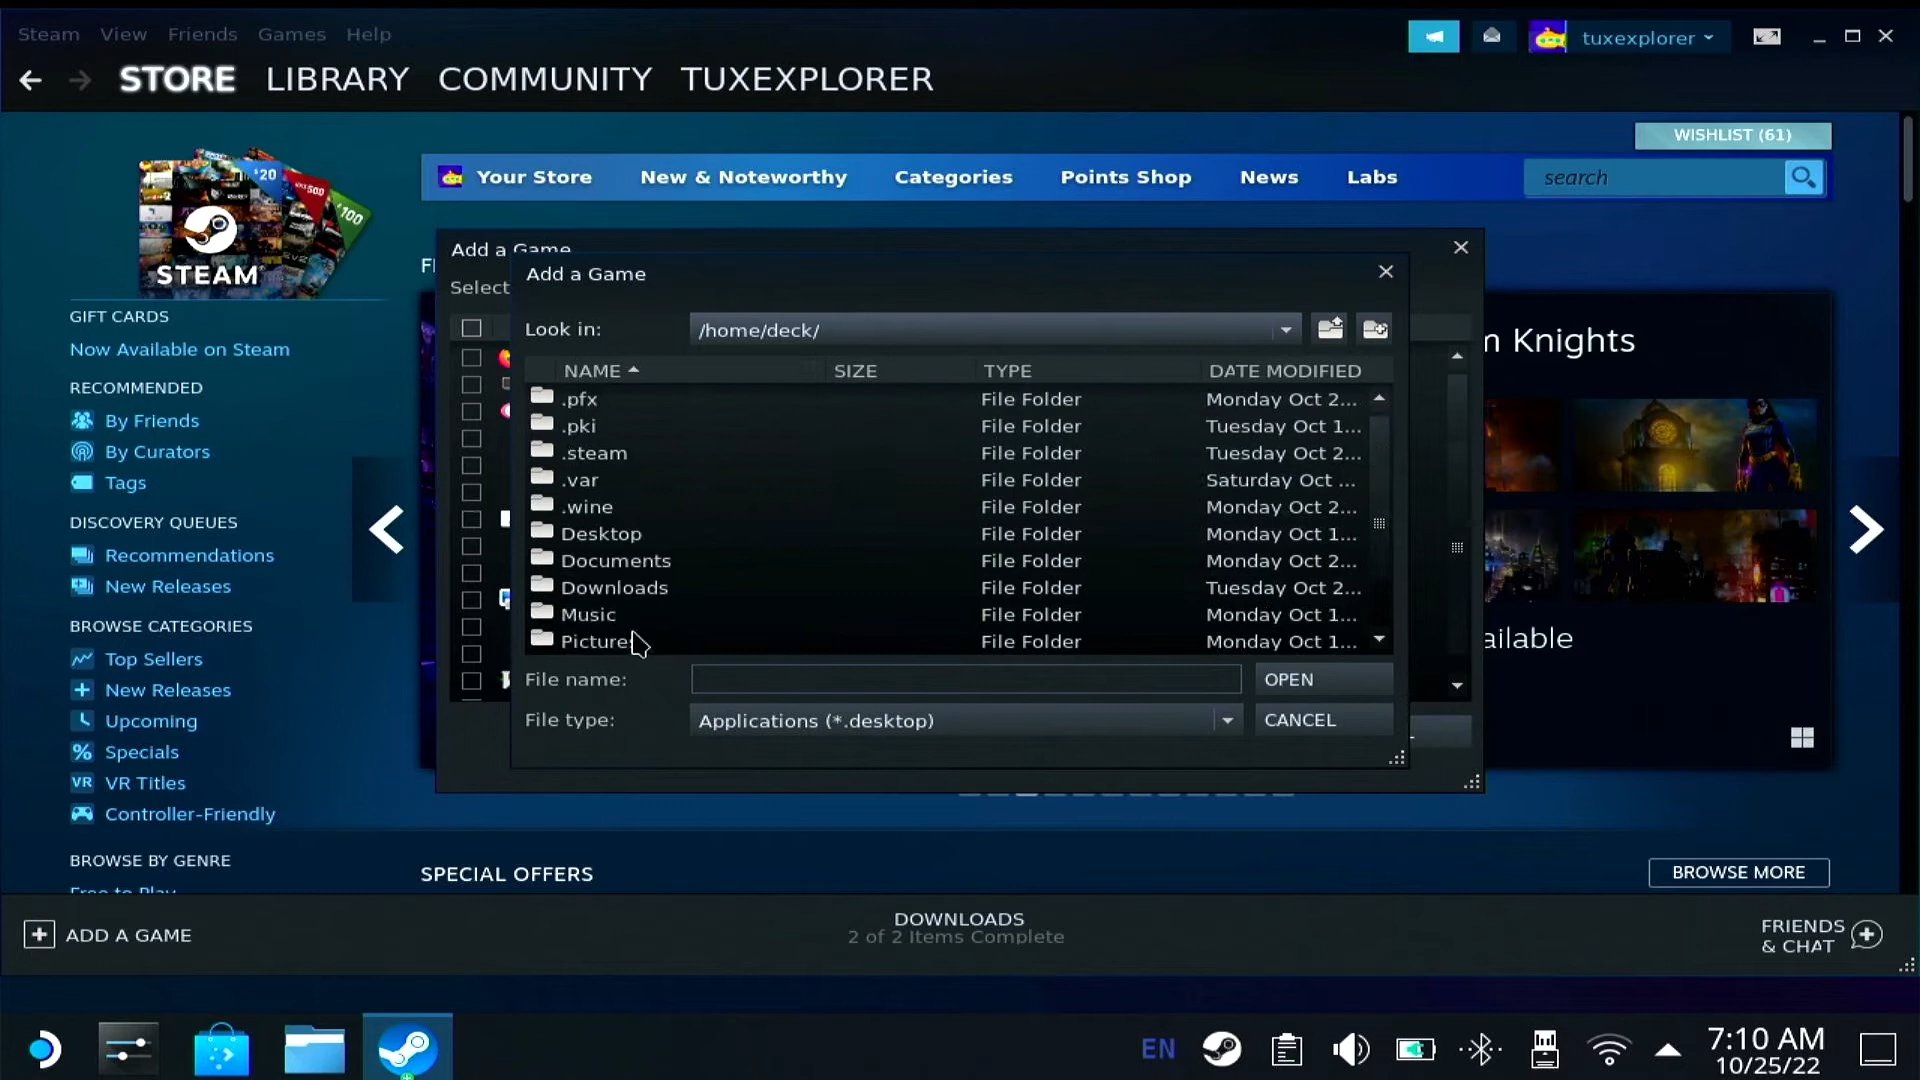 Steam View Friends Games Help
tuxexplorer
STORE LIBRARY COMMUNITY TUXEXPLORER
WISHLIST (61)
Your Store New & Noteworthy Categories Points Shop News Labs
search
$20
$100
STEAM
GIFT CARDS
Now Available on Steam
RECOMMENDED
By Friends
By Curators
Tags
DISCOVERY QUEUES
Recommendations
New Releases
BROWSE CATEGORIES
Top Sellers
New Releases
Upcoming
% Specials
VR VR Titles
Controller-Friendly
BROWSE BY GENRE
Free to Play
Add a Game
Select
Add a Game
Look in: /home/deck/
NAME SIZE TYPE DATE MODIFIED
.pfx File Folder Monday Oct 2...
.pki File Folder Tuesday Oct 1...
.steam File Folder Tuesday Oct 2...
.var File Folder Saturday Oct ...
.wine File Folder Monday Oct 2...
Desktop File Folder Monday Oct 1...
Documents File Folder Monday Oct 2...
Downloads File Folder Tuesday Oct 2...
Music File Folder Monday Oct 1...
Pictures File Folder Monday Oct 1...
File name: OPEN
File type: Applications (*.desktop) CANCEL
Knights
ailable
SPECIAL OFFERS
BROWSE MORE
ADD A GAME
DOWNLOADS
2 of 2 Items Complete
FRIENDS
& CHAT
EN
7:10 AM
10/25/22